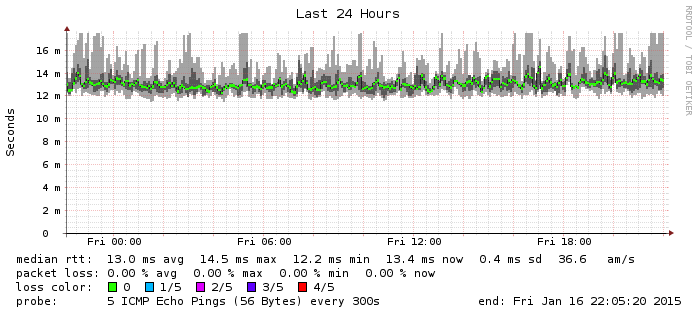 Last 24 Hours
RRDTOOL / TOBI OETIKER
Seconds
16 m
14 m
12 m
10 m
8 m
6 m
4 m
2 m
0
Fri 00:00 Fri 06:00 Fri 12:00 Fri 18:00
median rtt: 13.0 ms avg 14.5 ms max 12.2 ms min 13.4 ms now 0.4 ms sd 36.6 am/s
packet loss: 0.00 % avg 0.00 % max 0.00 % min 0.00 % now
loss color: 0 1/5 2/5 3/5 4/5
probe: 5 ICMP Echo Pings (56 Bytes) every 300s end: Fri Jan 16 22:05:20 2015